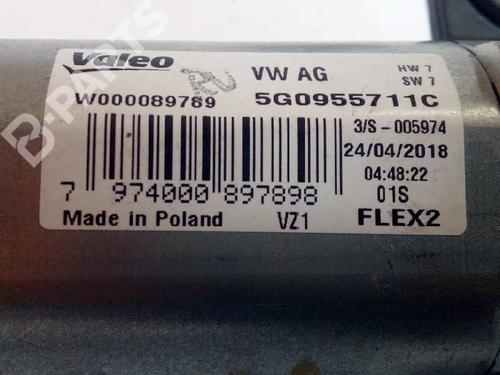 Valeo VW AG HW 7
SW 7
W000089789 5G0955711C
3/S-005974
24/04/2018
04:48:22
7 974000 897898 01S
Made in Poland VZ1 FLEX2
B-PARTS